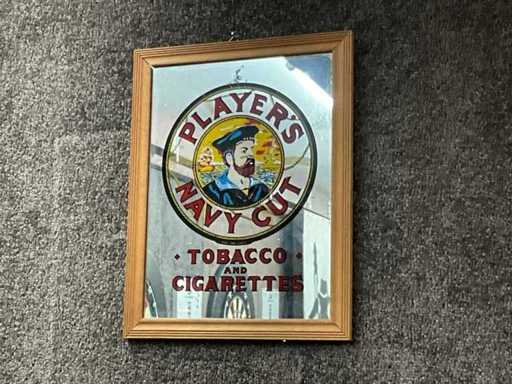 PLAYER'S
NAVY CUT
· TOBACCO ·
AND
CIGARETTES